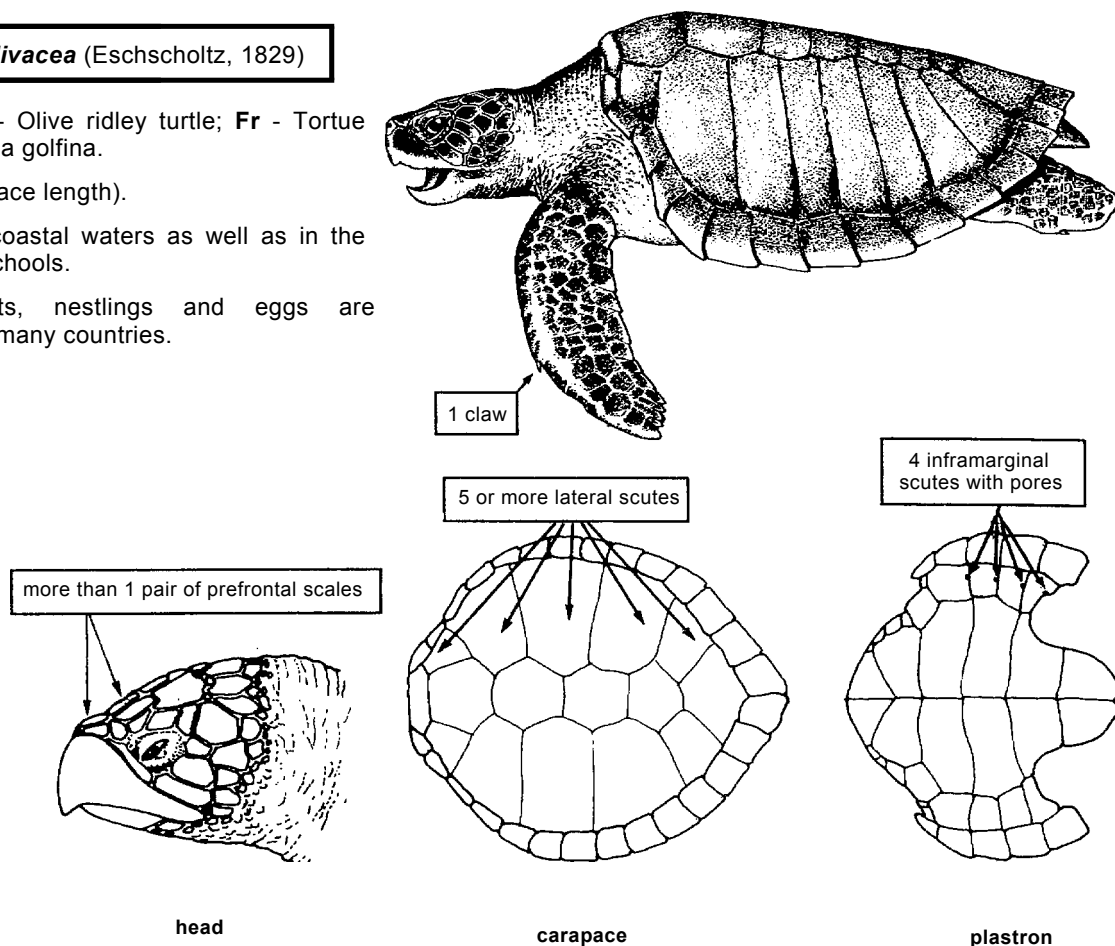 livacea (Eschscholtz, 1829)
- Olive ridley turtle; Fr - Tortue
a golfina.
ace length).
coastal waters as well as in the
chools.
ts, nestlings and eggs are
many countries.
1 claw
4 inframarginal
scutes with pores
5 or more lateral scutes
more than 1 pair of prefrontal scales
head
carapace
plastron